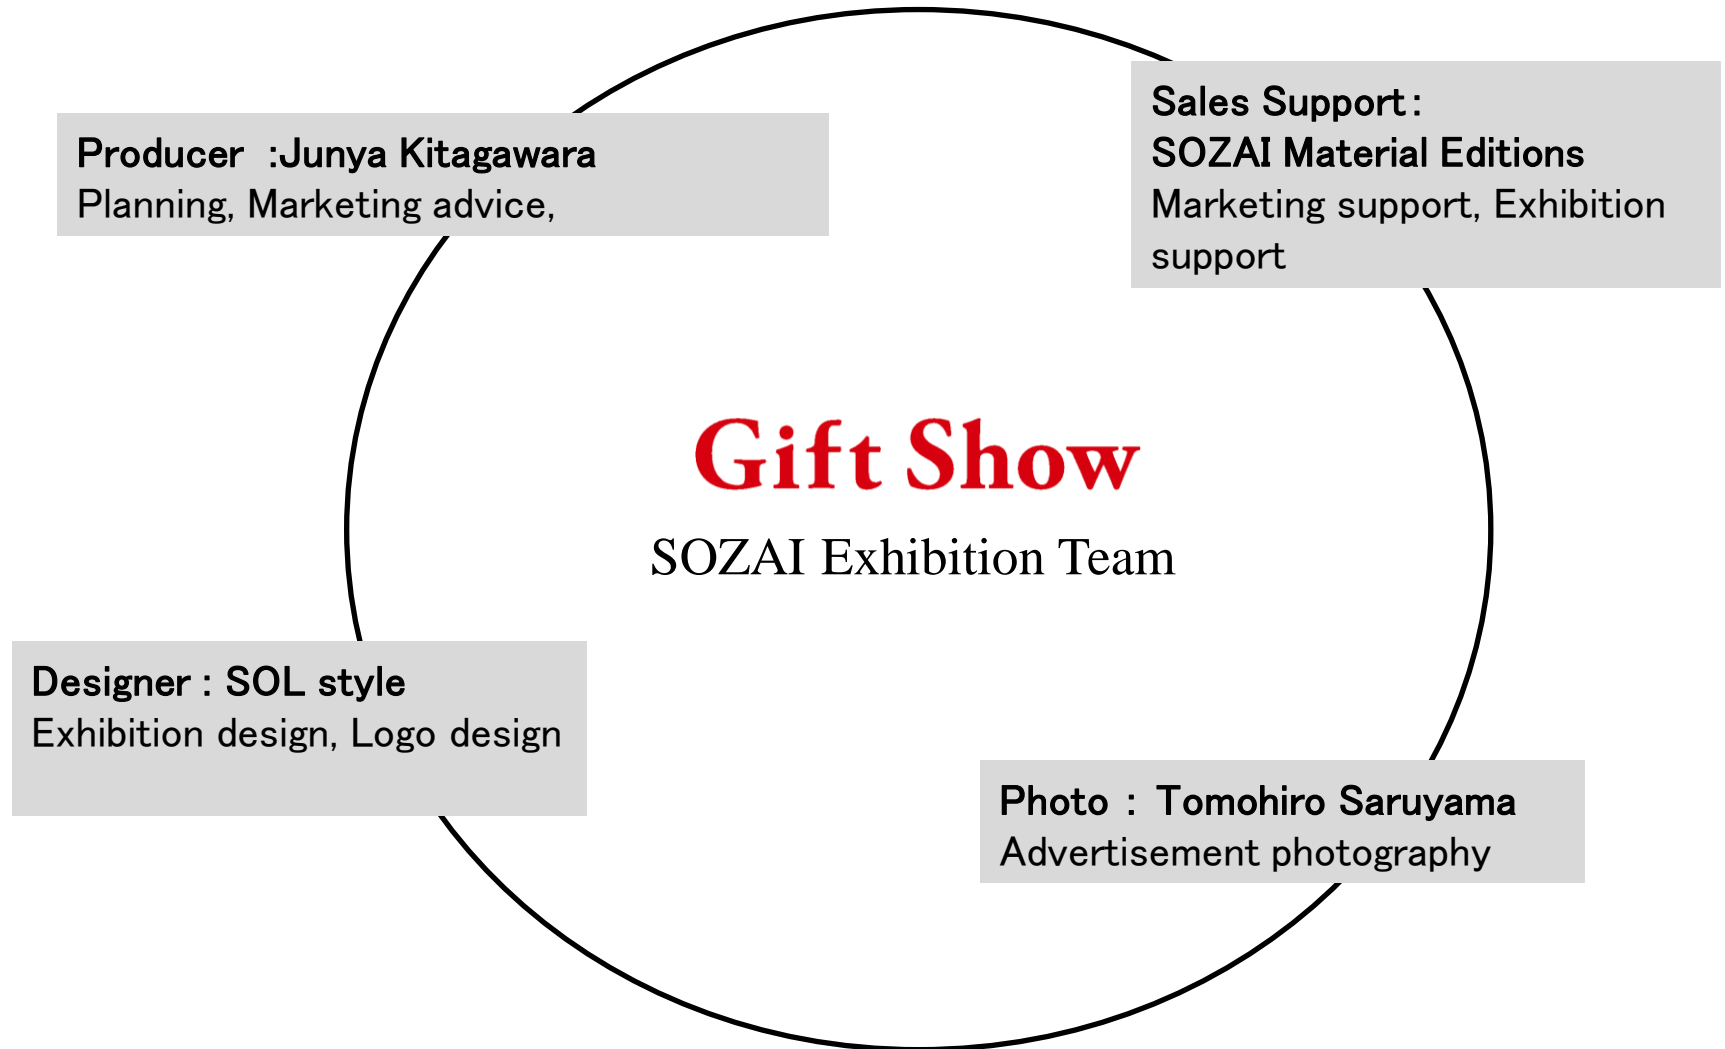 Producer :Junya Kitagawara
Planning, Marketing advice,
Sales Support:
SOZAI Material Editions
Marketing support, Exhibition
support
Gift Show
SOZAI Exhibition Team
Designer : SOL style
Exhibition design, Logo design
Photo : Tomohiro Saruyama
Advertisement photography